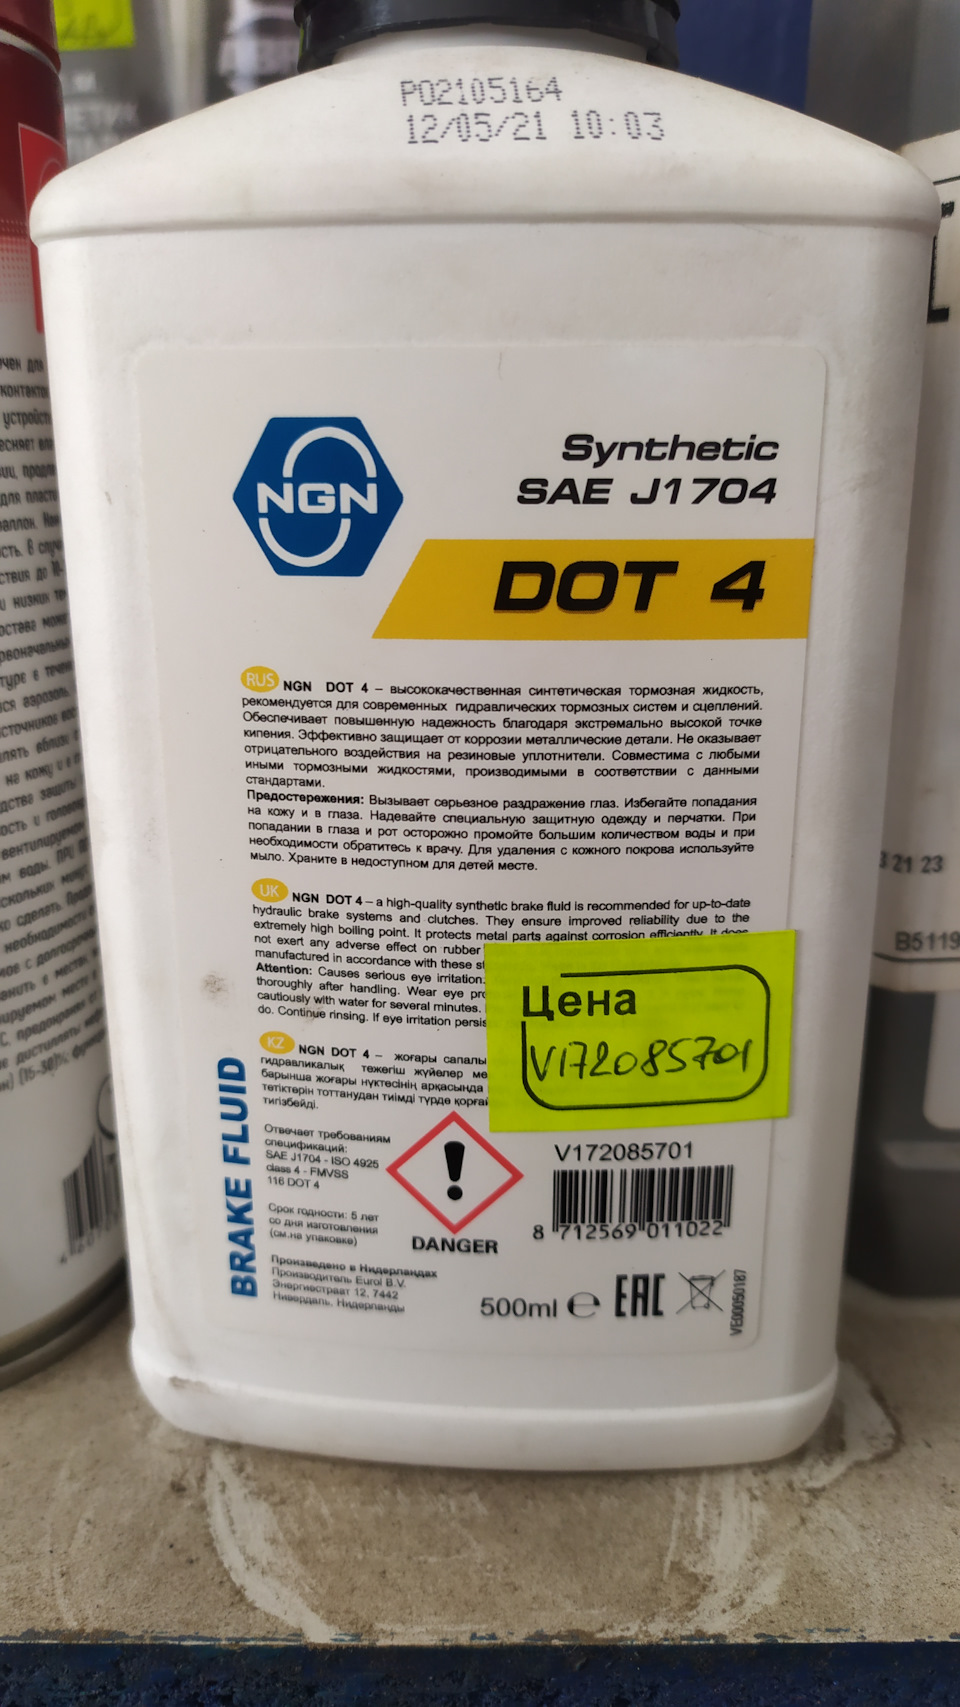 P02105164
12/05/21 10:03
NGN
Synthetic
SAE J1704
DOT 4
RUS NGN DOT 4 – высококачественная синтетическая тормозная жидкость,
рекомендуется для современных гидравлических тормозных систем и сцеплений.
Обеспечивает повышенную надежность благодаря экстремально высокой точке
кипения. Эффективно защищает от коррозии металлические детали. Не оказывает
отрицательного воздействия на резиновые уплотнители. Совместима с любыми
иными тормозными жидкостями, производимыми в соответствии с данными
стандартами.
Предостережения: Вызывает серьезное раздражение глаз. Избегайте попадания
на кожу и в глаза. Надевайте специальную защитную одежду и перчатки. При
попадании в глаза и рот осторожно промойте большим количеством воды и при
необходимости обратитесь к врачу. Для удаления с кожного покрова используйте
мыло. Храните в недоступном для детей месте.
UK NGN DOT 4 – a high-quality synthetic brake fluid is recommended for up-to-date
hydraulic brake systems and clutches. They ensure improved reliability due to the
extremely high boiling point. It protects metal parts against corrosion efficiently. It does
not exert any adverse effect on rubber
manufactured in accordance with these
Attention: Causes serious eye irritation.
thoroughly after handling. Wear eye
cautiously with water for several minutes.
do. Continue rinsing. If eye irritation
Цена
V172085701
KZ NGN DOT 4 – жоғары сапалы
гидравликалық тежегіш жүйелер
барынша жоғары нүктесінің арқасында
тетіктерін тоттанудан тиімді түрде
тигізбейді.
BRAKE FLUID
Отвечает требованиям
спецификаций:
SAE J1704 - ISO 4925
class 4 - FMVSS
116 DOT 4
Срок годности: 5 лет
со дня изготовления
(см.на упаковке)
DANGER
Произведено в Нидерландах
Производитель Eurol B.V.
Энергиестраат 12, 7442
Нивердаль, Нидерланды
V172085701
8 712569 011022
500ml e
EAC
VE00050187
3 21 23
B5119